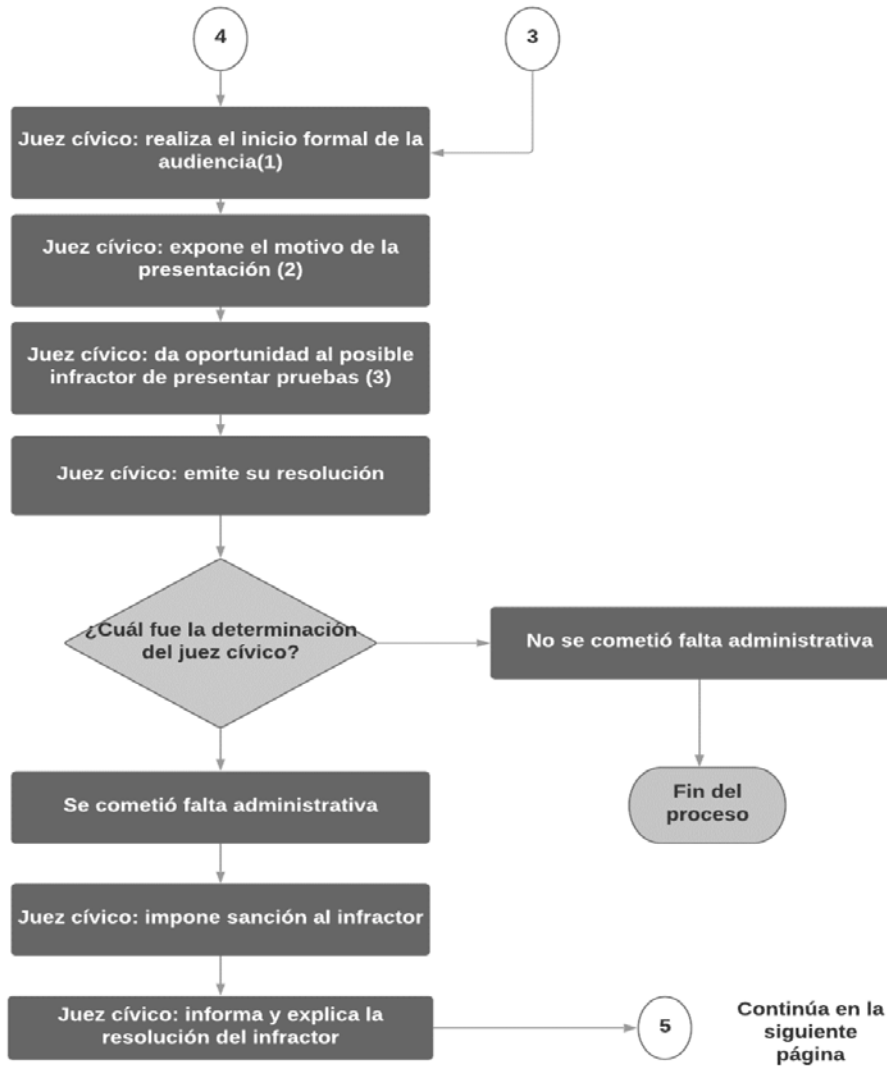 4
3
Juez cívico: realiza el inicio formal de la
audiencia(1)
Juez cívico: expone el motivo de la
presentación (2)
Juez cívico: da oportunidad al posible
infractor de presentar pruebas (3)
Juez cívico: emite su resolución
¿Cuál fue la determinación
del juez cívico?
No se cometió falta administrativa
Fin del
proceso
Se cometió falta administrativa
Juez cívico: impone sanción al infractor
Juez cívico: informa y explica la
resolución del infractor
5
Continúa en la
siguiente
página